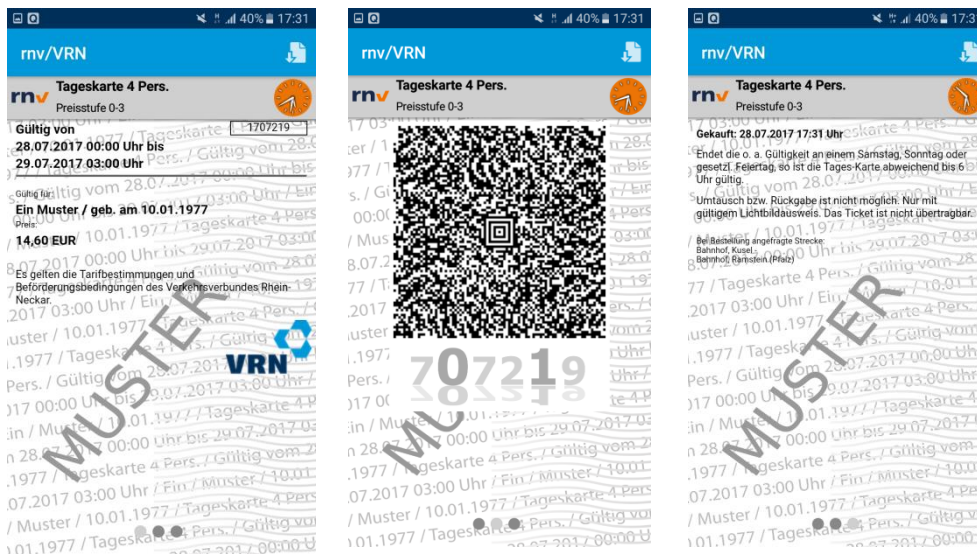 40% 17:31
rnv/VRN
rnv
Tageskarte 4 Pers.
Preisstufe 0-3
Gültig von
1707219
28.07.2017 00:00 Uhr bis
29.07.2017 03:00 Uhr
Gültig für:
Ein Muster / geb. am 10.01.1977
Preis:
14,60 EUR
Es gelten die Tarifbestimmungen und
Beförderungsbedingungen des Verkehrsverbundes Rhein-
Neckar.
VRN
MUSTER
40% 17:31
rnv/VRN
rnv
Tageskarte 4 Pers.
Preisstufe 0-3
707219
MUSTER
40% 17:31
rnv/VRN
rnv
Tageskarte 4 Pers.
Preisstufe 0-3
Gekauft: 28.07.2017 17:31 Uhr
Endet die o. a. Gültigkeit an einem Samstag, Sonntag oder
gesetzl. Feiertag, so ist die Tages-Karte abweichend bis 6
Uhr gültig.
Umtausch bzw. Rückgabe ist nicht möglich. Nur mit
gültigem Lichtbildausweis. Das Ticket ist nicht übertragbar.
Bei Bestellung angefragte Strecke:
Bahnhof, Kusel -
Bahnhof, Ramstein (Pfalz)
MUSTER